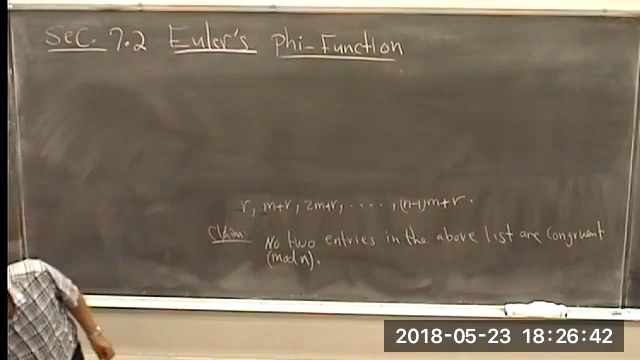 Sec. 7.2 Euler's Phi-Function
r, m+r, 2m+r, ...., (n-1)m+r.
Claim: No two entries in the above list are congruent
(mod n).
2018-05-23 18:26:42